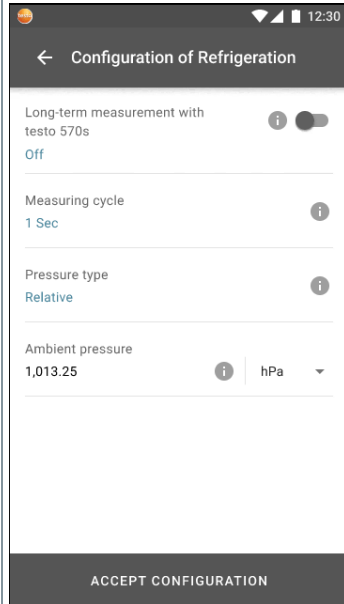 testo
12:30
Configuration of Refrigeration
Long-term measurement with
testo 570s
Off
Measuring cycle
1 Sec
Pressure type
Relative
Ambient pressure
1,013.25
hPa
ACCEPT CONFIGURATION